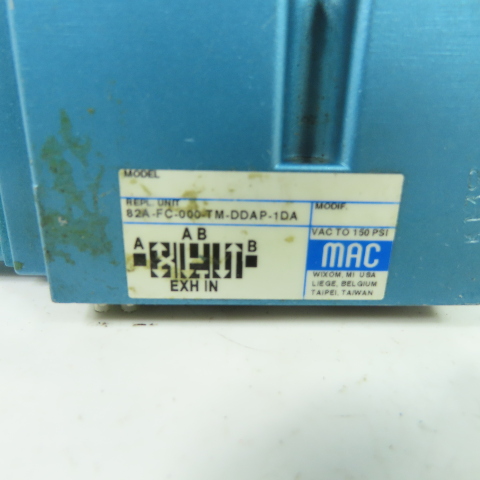 MODEL
REPL. UNIT
82A-FC-000-TM-DDAP-1DA
MODIF.
VAC TO 150 PSI
A B
A B
EXH IN
MAC
WIXOM, MI USA
LIEGE, BELGIUM
TAIPEI, TAIWAN